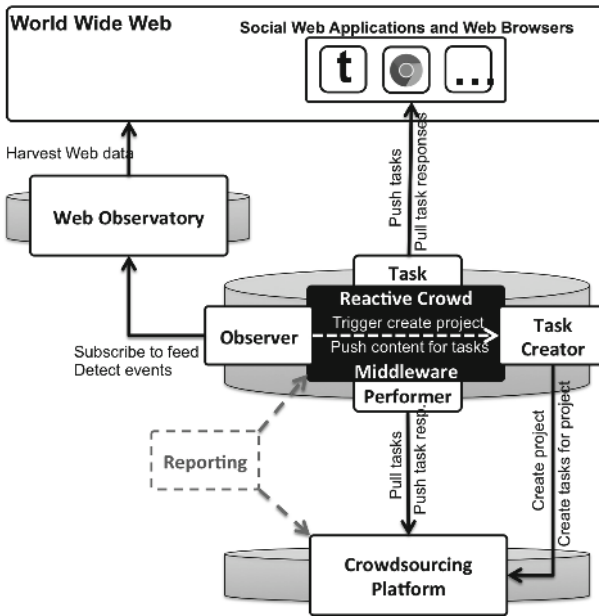 World Wide Web
Social Web Applications and Web Browsers
t
...
Harvest Web data
Push tasks
Pull task responses
Web Observatory
Task
Reactive Crowd
Observer
Trigger create project
Push content for tasks
Task
Creator
Middleware
Performer
Subscribe to feed
Detect events
Reporting
Pull tasks
Push task resp.
Create project
Create tasks for project
Crowdsourcing
Platform